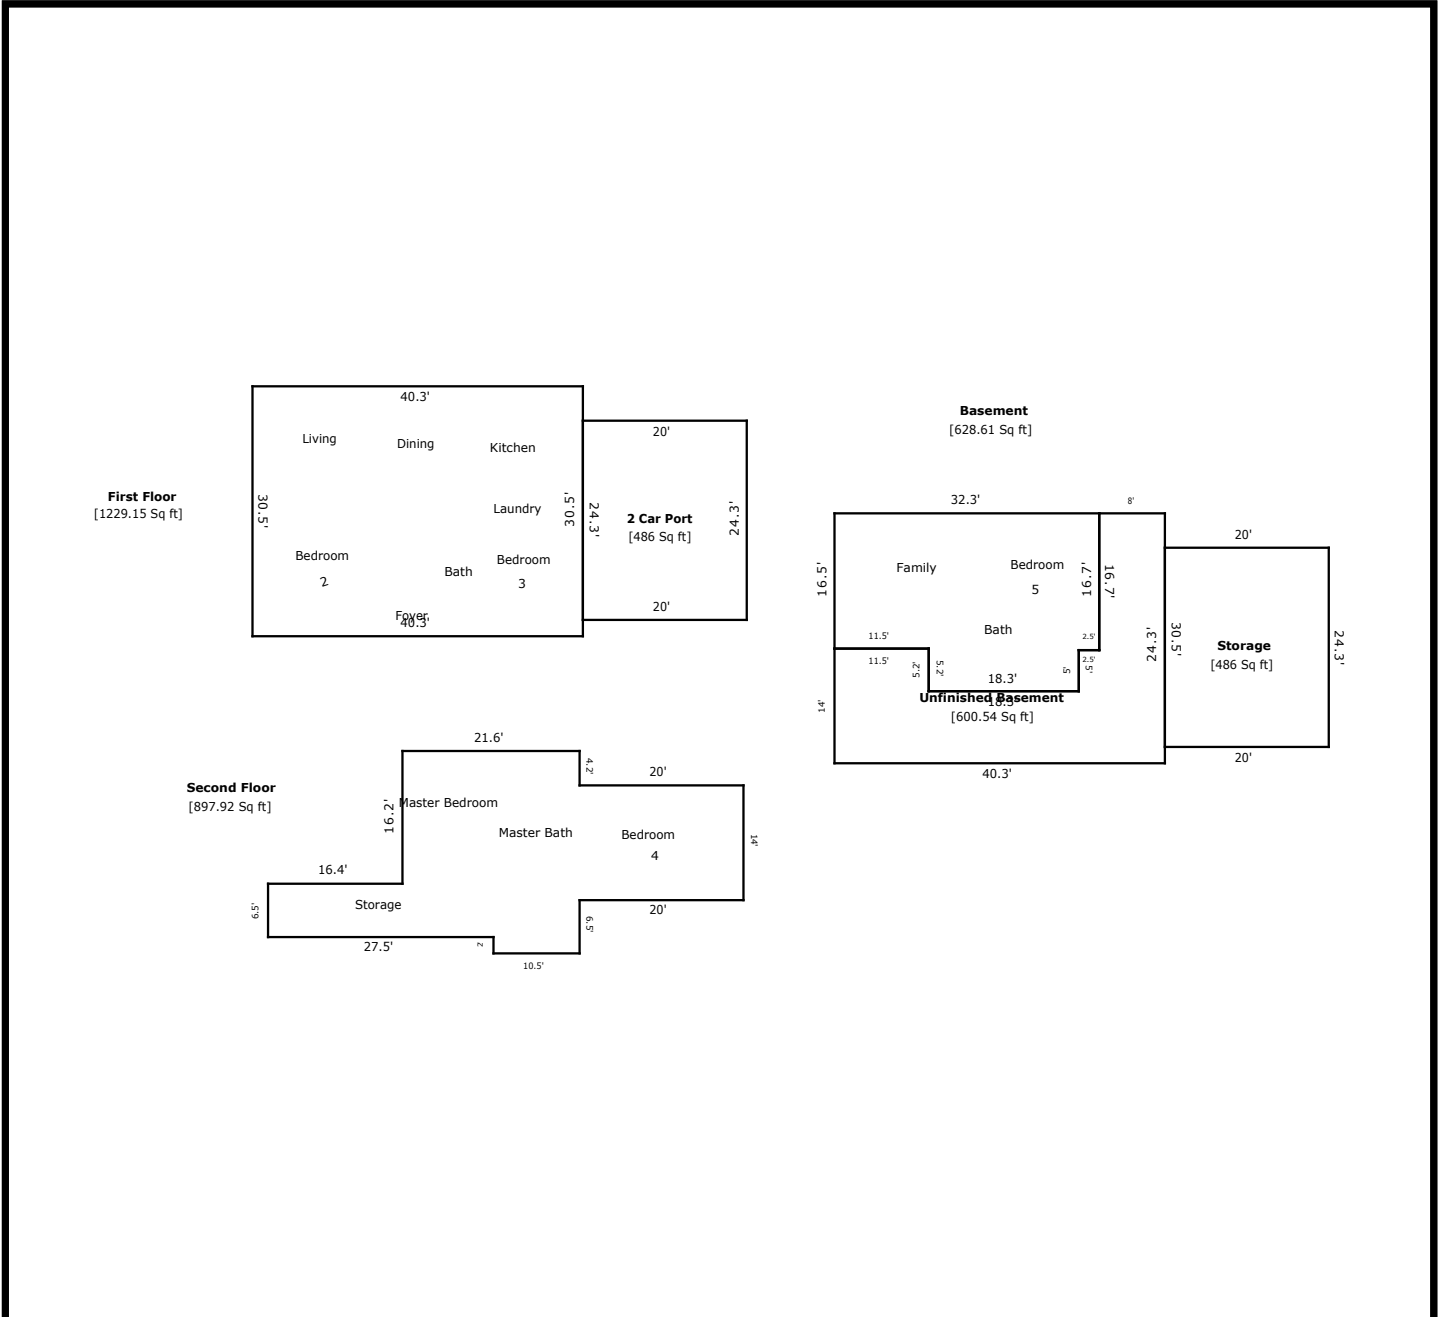 First Floor
[1229.15 Sq ft]
40.3'
Living
Dining
Kitchen
30.5'
Laundry
30.5'
Bedroom
2
Bath
Bedroom
3
Foyer
40.3'
20'
24.3'
2 Car Port
[486 Sq ft]
24.3'
20'
Second Floor
[897.92 Sq ft]
21.6'
4.2'
20'
16.2'
Master Bedroom
Master Bath
Bedroom
4
14'
16.4'
6.5'
Storage
20'
6.5'
27.5'
2'
10.5'
Basement
[628.61 Sq ft]
32.3'
8'
16.5'
Family
Bedroom
5
16.7'
16.7'
Bath
11.5'
2.5'
11.5'
5.2'
5.2'
18.3'
5'
2.5'
5'
14'
18.3'
Unfinished Basement
[600.54 Sq ft]
40.3'
24.3'
30.5'
20'
Storage
[486 Sq ft]
24.3'
20'